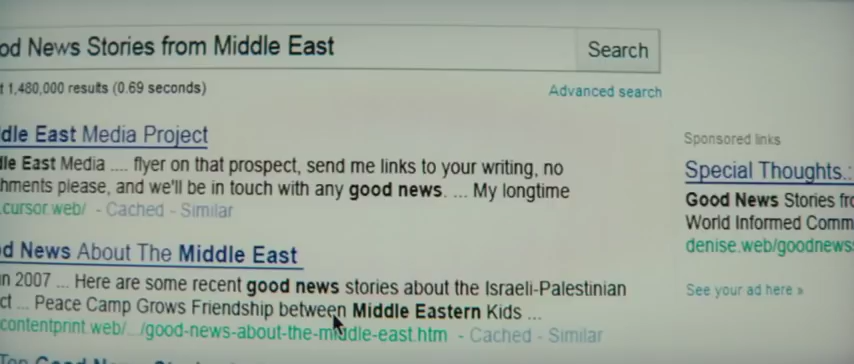 od News Stories from Middle East
Search
t 1,480,000 results (0.69 seconds)
Advanced search
dle East Media Project
dle East Media .... flyer on that prospect, send me links to your writing, no
hments please, and we'll be in touch with any good news. ... My longtime
.cursor.web/ - Cached - Similar
d News About The Middle East
in 2007 ... Here are some recent good news stories about the Israeli-Palestinian
ct ... Peace Camp Grows Friendship between Middle Eastern Kids ...
contentprint.web/.../good-news-about-the-middle-east.htm - Cached - Similar
Sponsored links
Special Thoughts.:
Good News Stories fro
World Informed Comm
denise.web/goodnews
See your ad here »